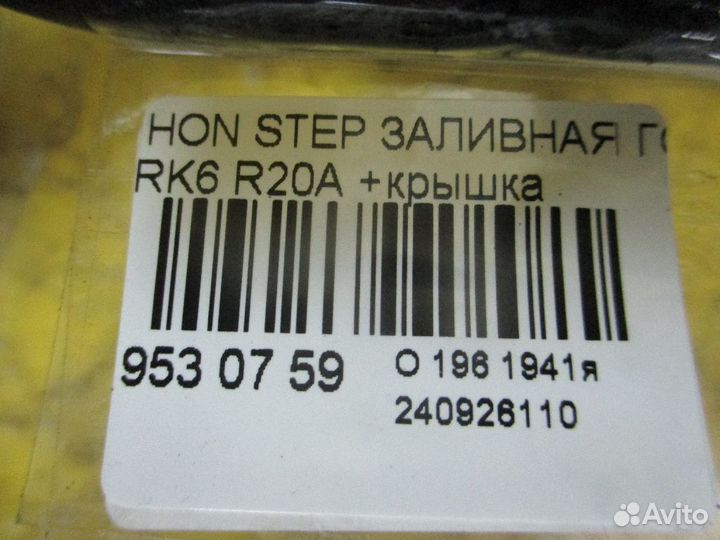 HON STEP ЗАЛИВНАЯ
RK6 R20A +крышка
953 07 59
O 196 1941я
240926110
Avito